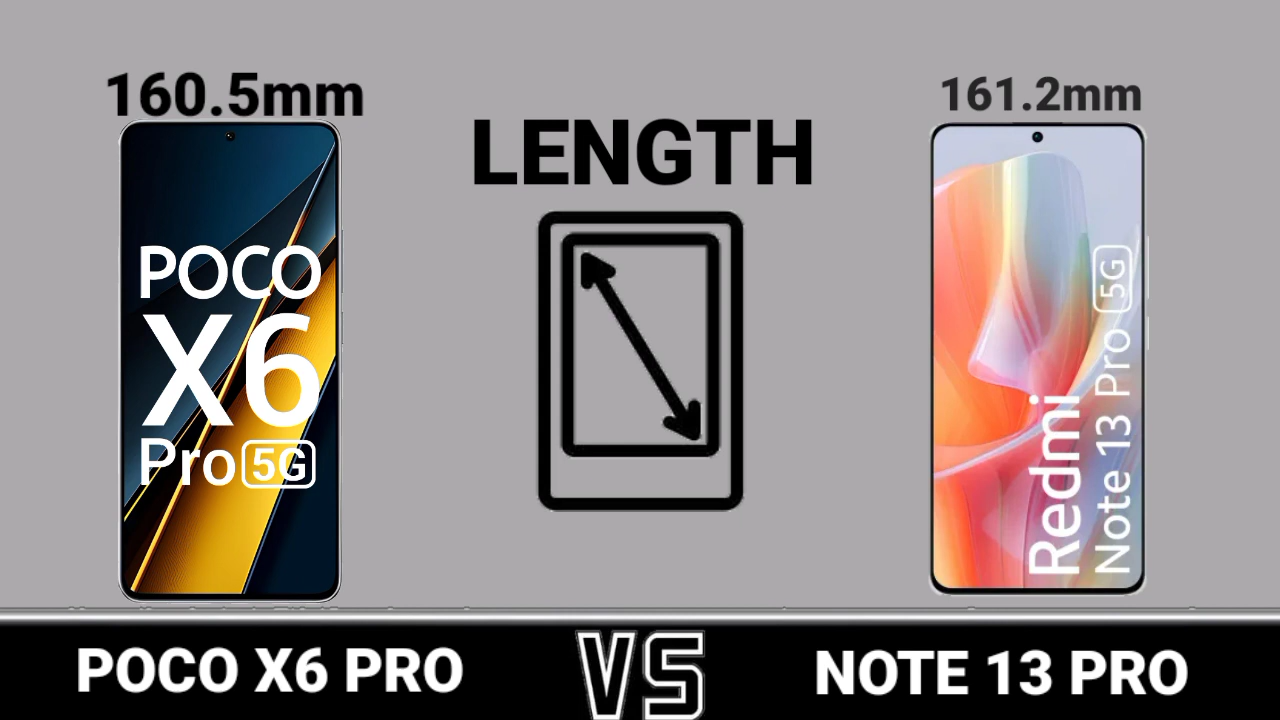 160.5mm
161.2mm
LENGTH
POCO
X6
Pro 5G
Redmi
Note 13 Pro 5G
POCO X6 PRO
VS
NOTE 13 PRO